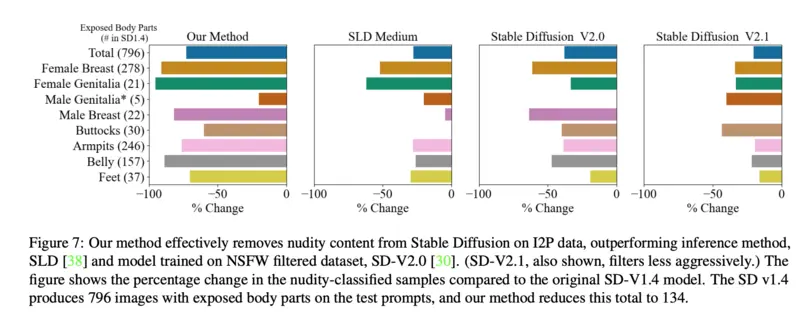 Exposed Body Parts
(# in SD1.4) Our Method SLD Medium Stable Diffusion V2.0 Stable Diffusion V2.1
Total (796)
Female Breast (278)
Female Genitalia (21)
Male Genitalia* (5)
Male Breast (22)
Buttocks (30)
Armpits (246)
Belly (157)
Feet (37)
−100 −50 0 −100 −50 0 −100 −50 0 −100 −50 0
% Change % Change % Change % Change
Figure 7: Our method effectively removes nudity content from Stable Diffusion on I2P data, outperforming inference method,
SLD [38] and model trained on NSFW filtered dataset, SD-V2.0 [30]. (SD-V2.1, also shown, filters less aggressively.) The
figure shows the percentage change in the nudity-classified samples compared to the original SD-V1.4 model. The SD v1.4
produces 796 images with exposed body parts on the test prompts, and our method reduces this total to 134.